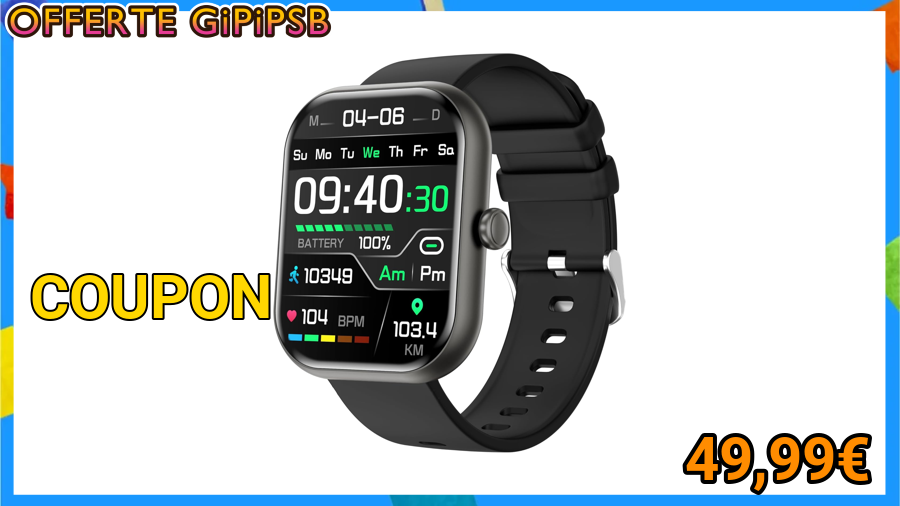 OFFERTE GiPiPSB
M 04-06 D
Su Mo Tu We Th Fr Sa
09:40:30
BATTERY 100%
10349 Am Pm
104 BPM
103.4
KM
COUPON
49,99€